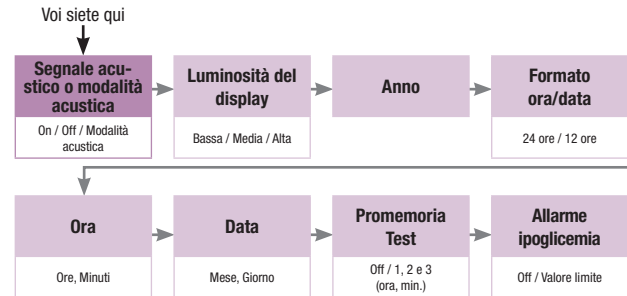 Voi siete qui
Segnale acu-
stico o modalità
acustica
On / Off / Modalità
acustica
Luminosità del
display
Bassa / Media / Alta
Anno
Formato
ora/data
24 ore / 12 ore
Ora
Ore, Minuti
Data
Mese, Giorno
Promemoria
Test
Off / 1, 2 e 3
(ora, min.)
Allarme
ipoglicemia
Off / Valore limite